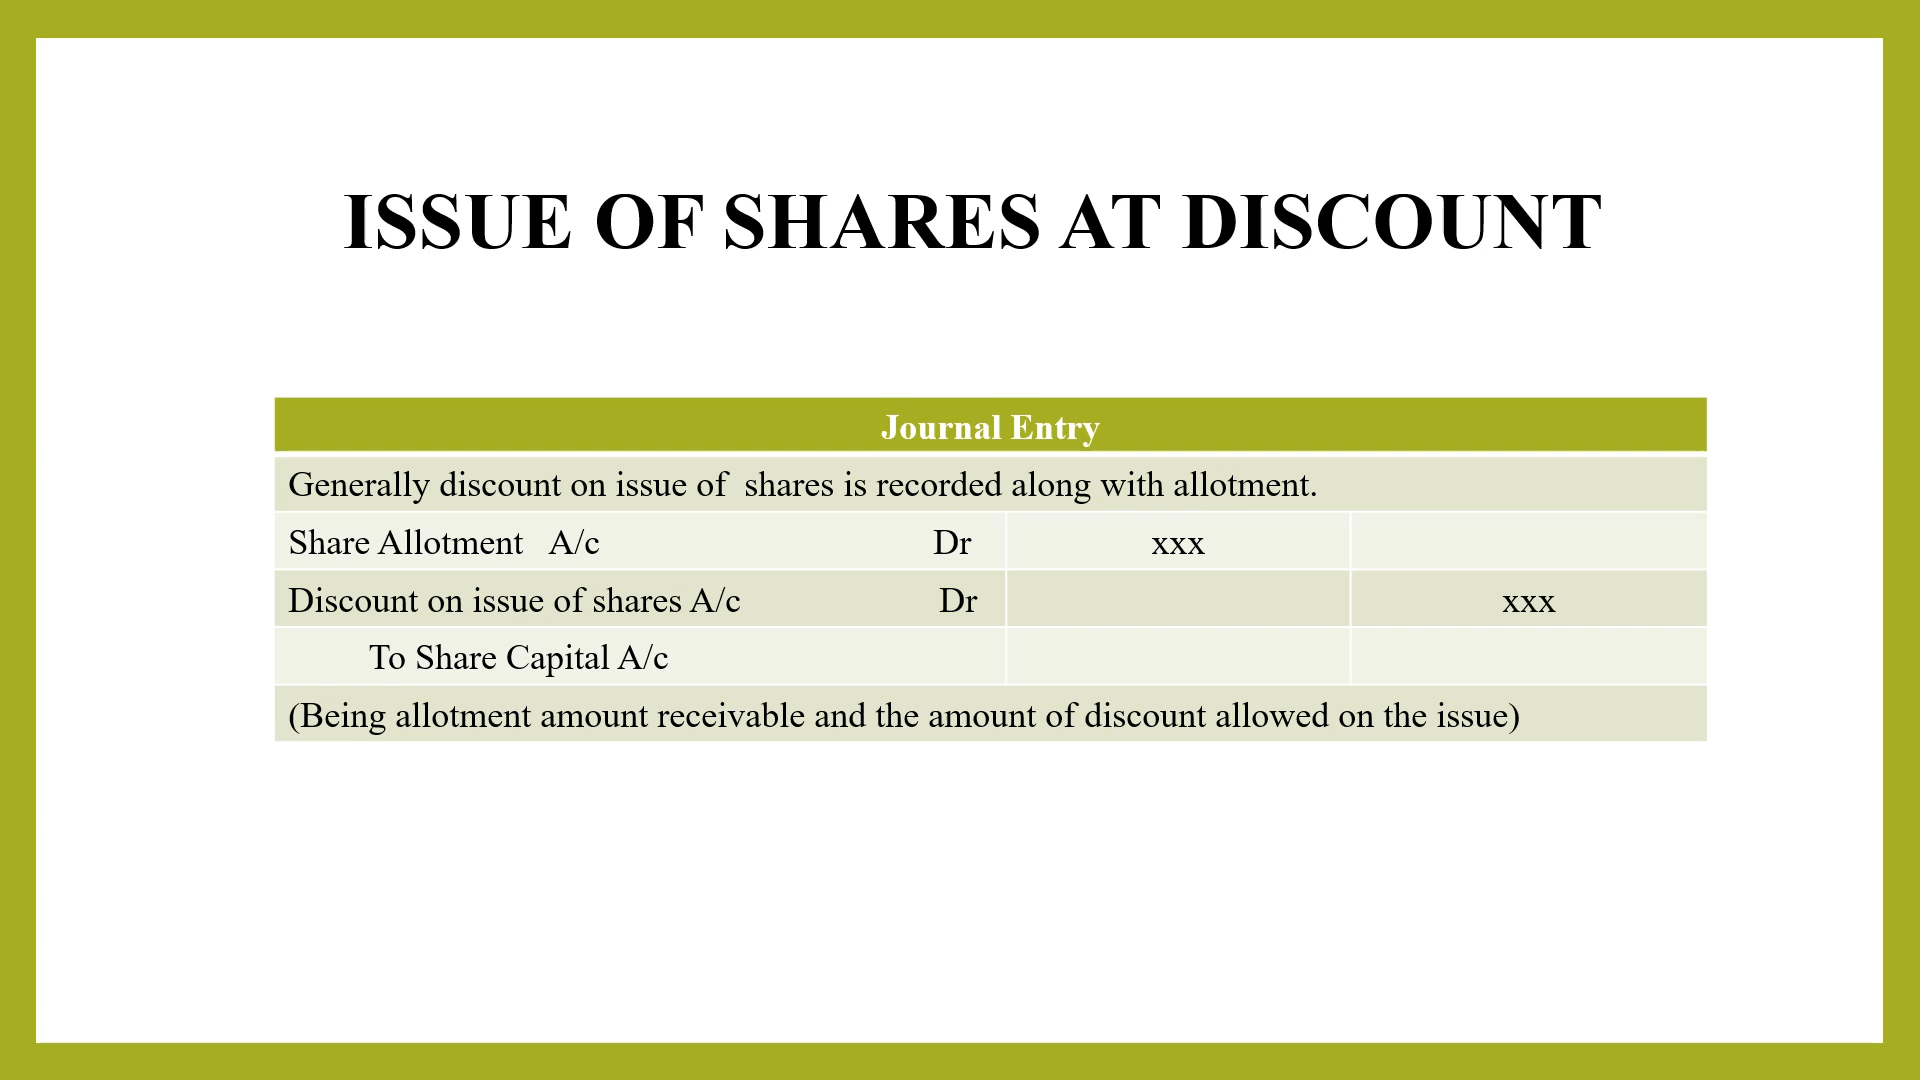 ISSUE OF SHARES AT DISCOUNT
Journal Entry
Generally discount on issue of  shares is recorded along with allotment.
Share Allotment   A/c Dr xxx
Discount on issue of shares A/c Dr xxx
To Share Capital A/c
(Being allotment amount receivable and the amount of discount allowed on the issue)